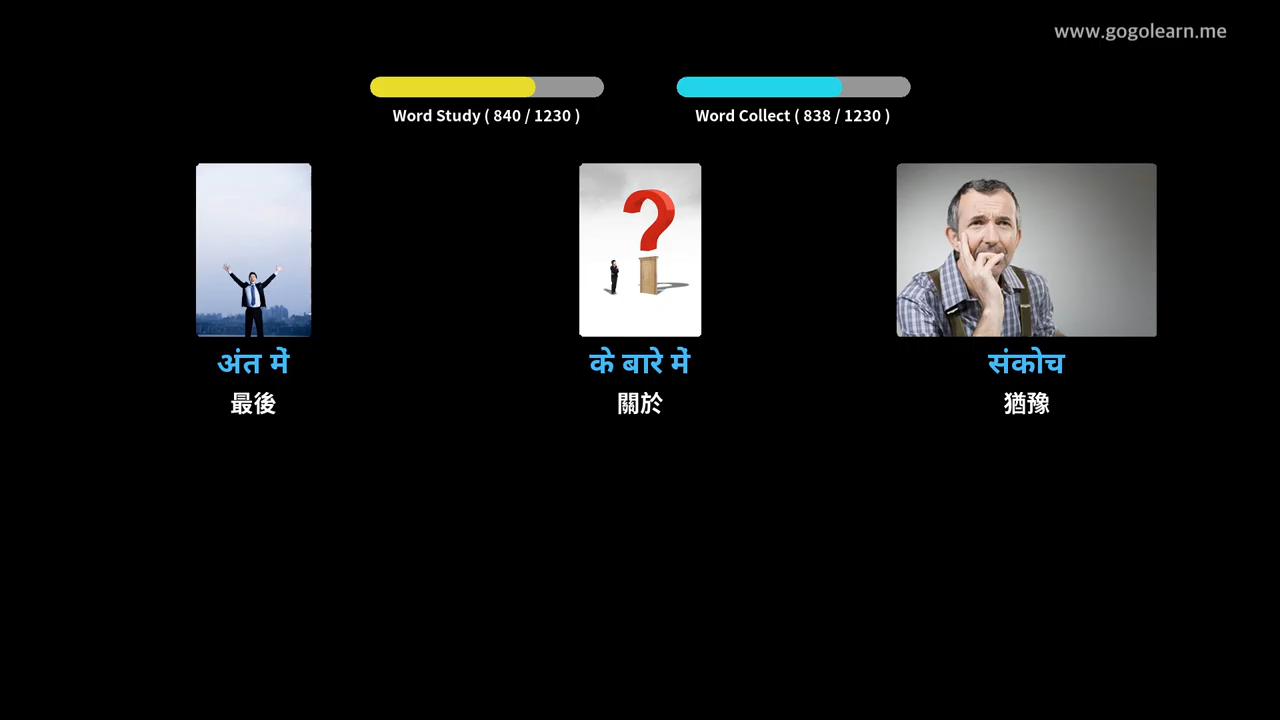 www.gogolearn.me
Word Study ( 840 / 1230 )
Word Collect ( 838 / 1230 )
अंत में
के बारे में
संकोच
最後
關於
猶豫